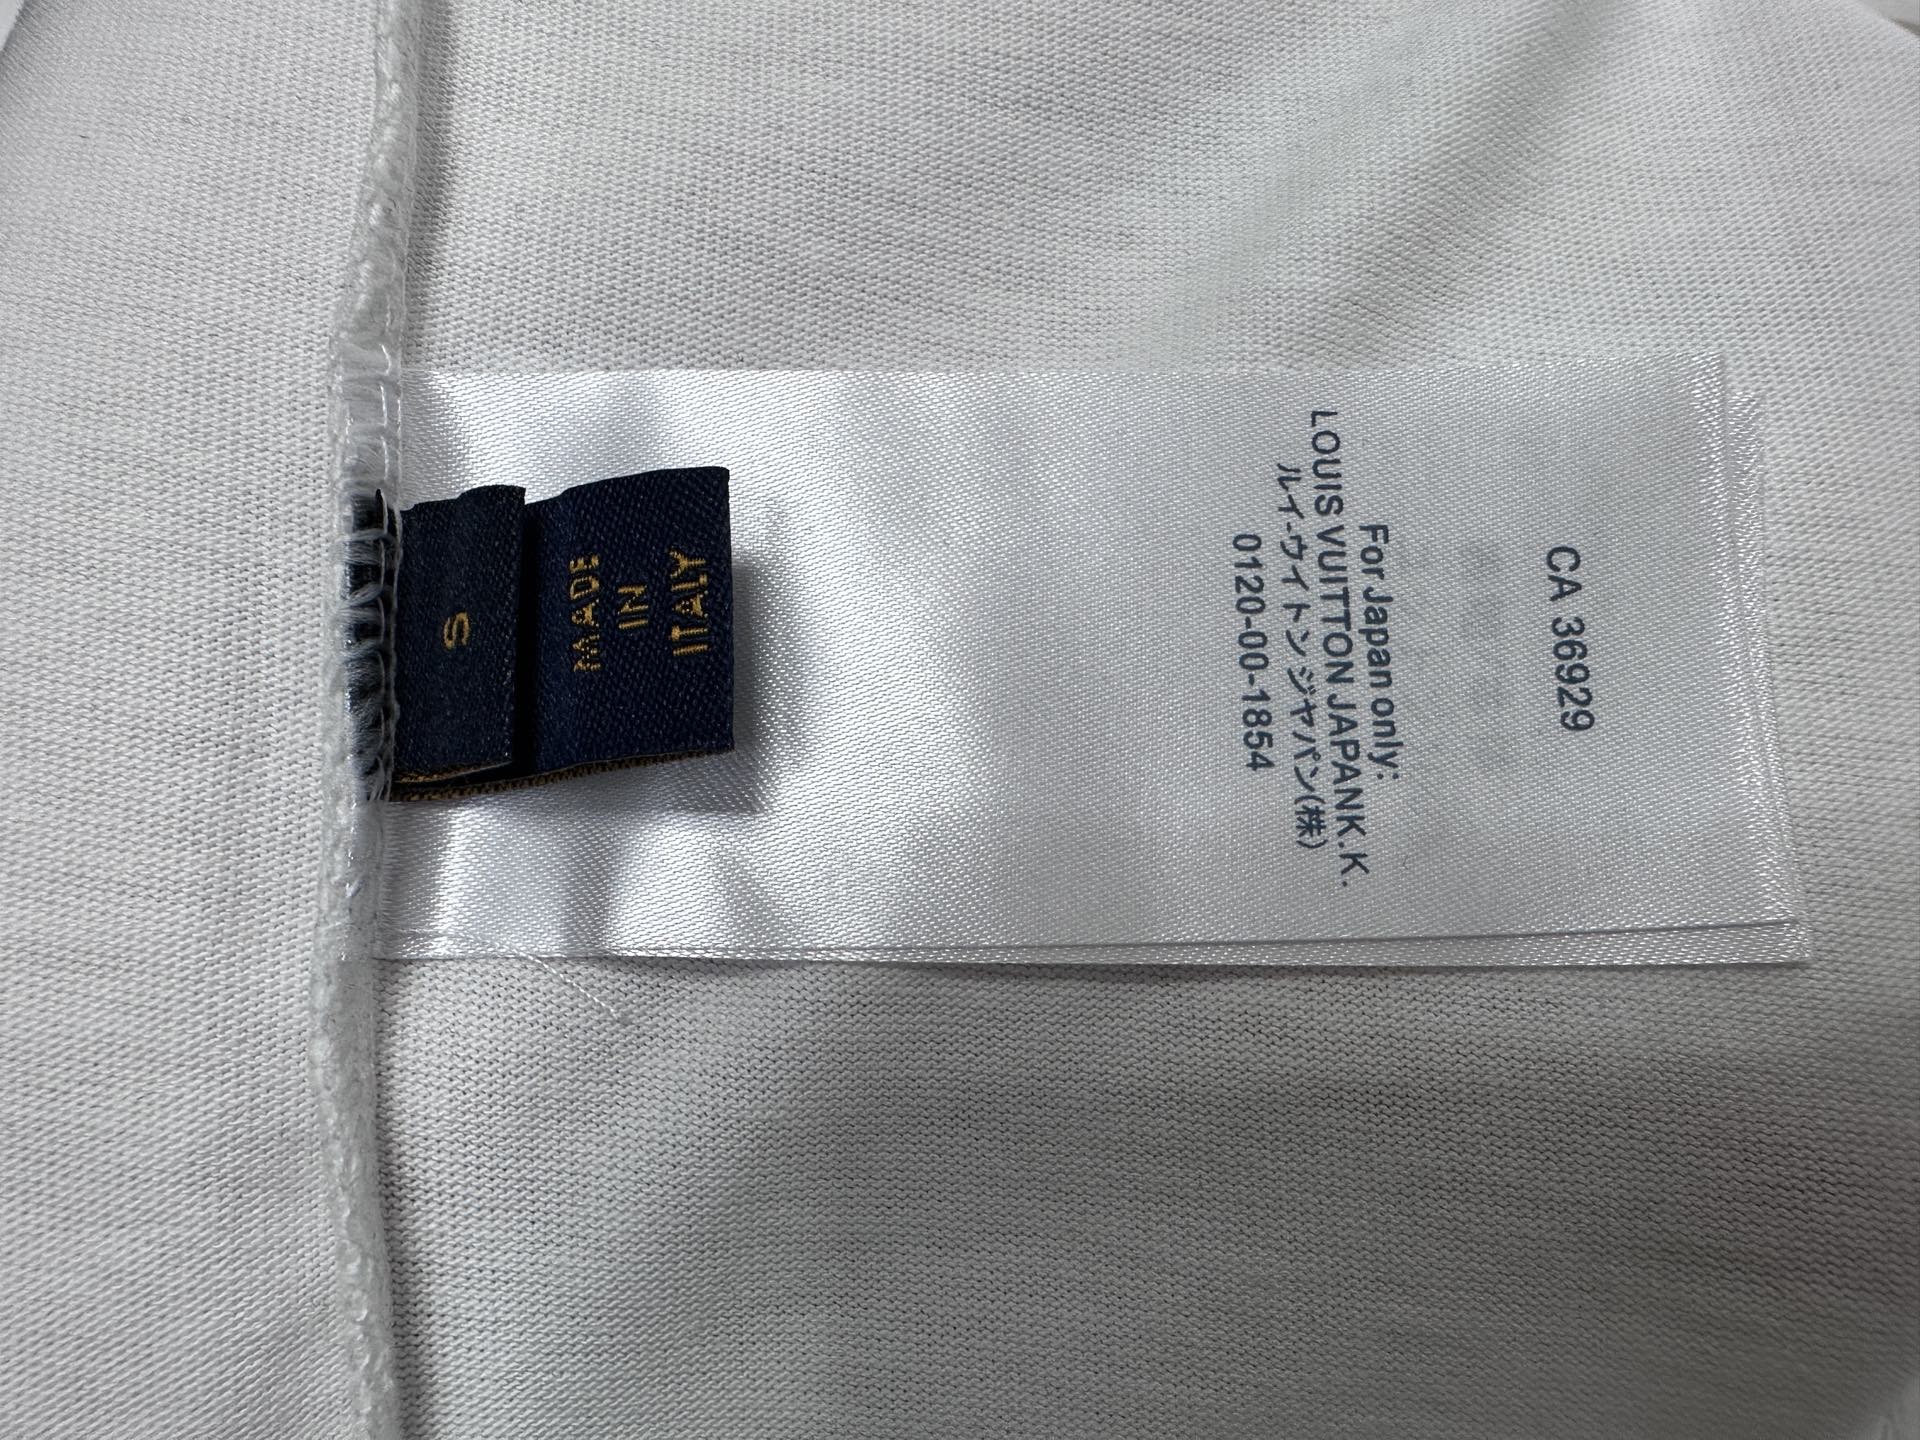 S
MADE
IN
ITALY
CA 36929
For Japan only:
LOUIS VUITTON JAPANK.K.
ルイ-ウィトンジャパン(株)
0120-00-1854